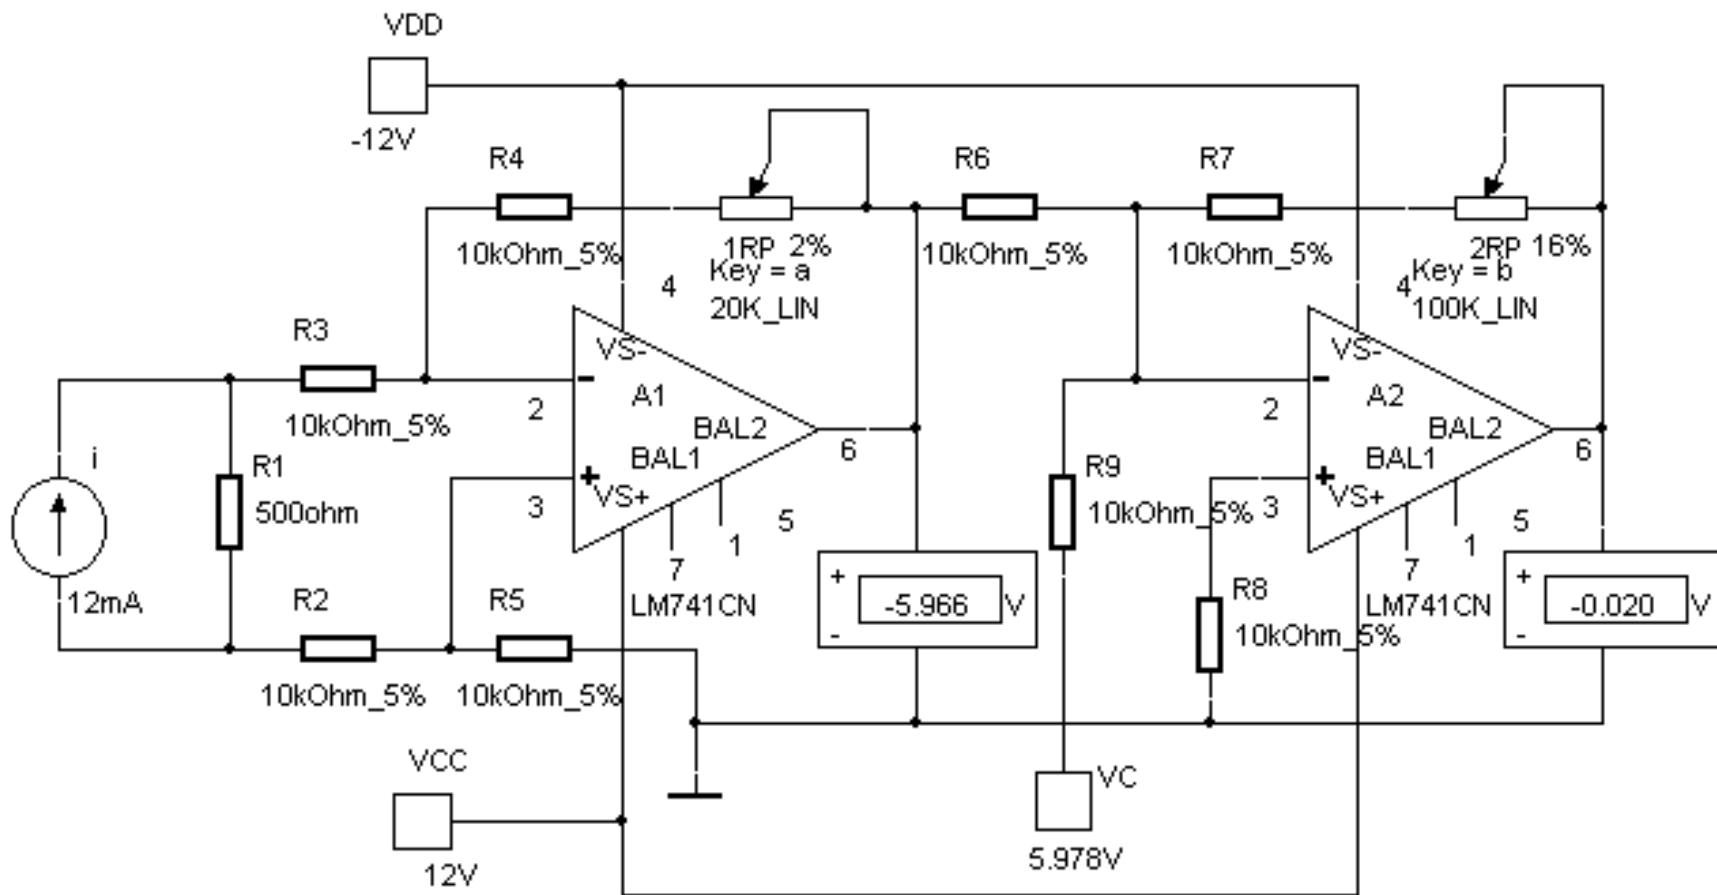 VDD
-12V
R4
10kOhm_5%
1RP 2%
Key = a
20K_LIN
R6
10kOhm_5%
R7
10kOhm_5%
2RP 16%
Key = b
100K_LIN
4
4
R3
10kOhm_5%
VS-
A1
BAL2
BAL1
VS+
2
3
6
-
+
7
1
5
LM741CN
VS-
A2
BAL2
BAL1
VS+
2
3
6
-
+
7
1
5
LM741CN
i
12mA
R1
500ohm
R9
10kOhm_5%
R2
10kOhm_5%
R5
10kOhm_5%
+
-5.966 V
-
R8
10kOhm_5%
+
-0.020 V
-
VCC
12V
VC
5.978V